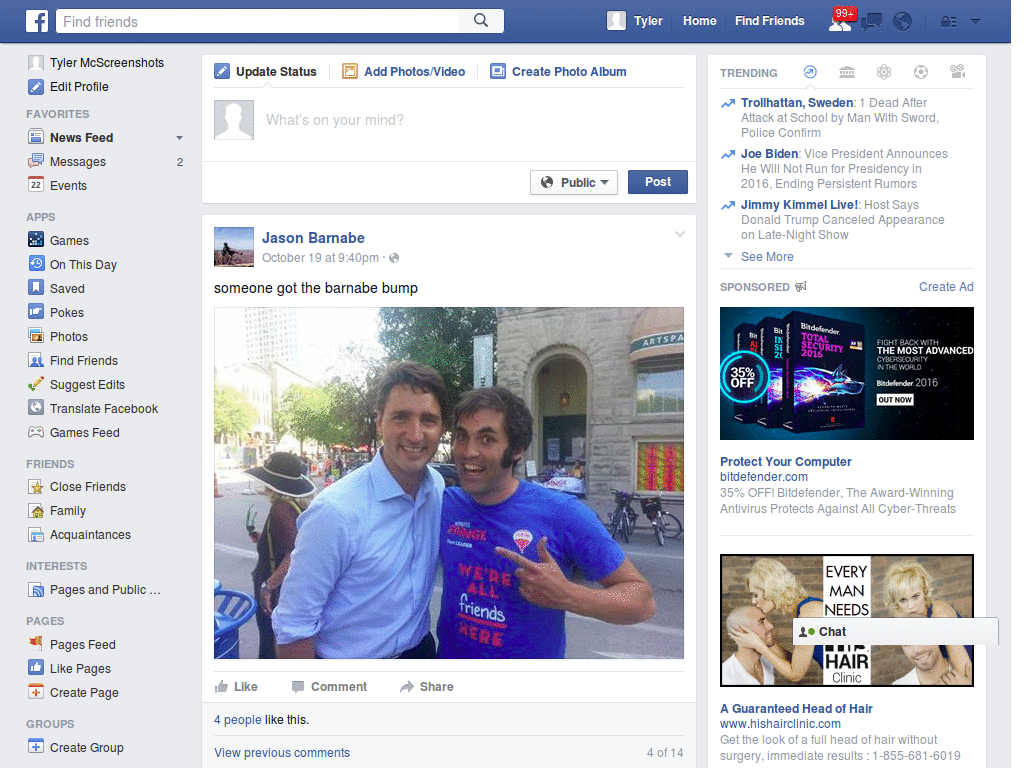 f
Find friends
Tyler
Home
Find Friends
99+
Tyler McScreenshots
Edit Profile
FAVORITES
News Feed
Messages 2
22 Events
APPS
Games
On This Day
Saved
Pokes
Photos
Find Friends
Suggest Edits
Translate Facebook
Games Feed
FRIENDS
Close Friends
Family
Acquaintances
INTERESTS
Pages and Public ...
PAGES
Pages Feed
Like Pages
Create Page
GROUPS
Create Group
Update Status
Add Photos/Video
Create Photo Album
What's on your mind?
Public
Post
Jason Barnabe
October 19 at 9:40pm ·
someone got the barnabe bump
ARTSPA
FRINGE
TEAM LEADER
WE'RE
ALL
friends
HERE
Like
Comment
Share
4 people like this.
View previous comments
4 of 14
TRENDING
Trollhattan, Sweden: 1 Dead After
Attack at School by Man With Sword,
Police Confirm
Joe Biden: Vice President Announces
He Will Not Run for Presidency in
2016, Ending Persistent Rumors
Jimmy Kimmel Live!: Host Says
Donald Trump Canceled Appearance
on Late-Night Show
See More
SPONSORED
Create Ad
35%
OFF
Bitdefender
TOTAL
SECURITY
2016
FIGHT BACK WITH
THE MOST ADVANCED
CYBERSECURITY
IN THE WORLD
Bitdefender 2016
OUT NOW
Protect Your Computer
bitdefender.com
35% OFF! Bitdefender, The Award-Winning
Antivirus Protects Against All Cyber-Threats
EVERY
MAN
NEEDS
Chat
HAIR
Clinic
A Guaranteed Head of Hair
www.hishairclinic.com
Get the look of a full head of hair without
surgery, immediate results : 1-855-681-6019